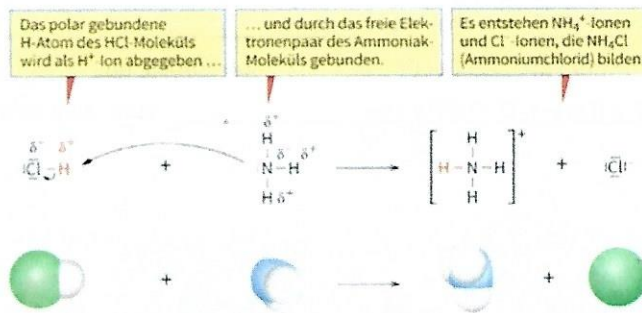 Das polar gebundene
H-Atom des HCl-Moleküls
wird als H⁺-Ion abgegeben ...
... und durch das freie Elek-
tronenpaar des Ammoniak-
Moleküls gebunden.
Es entstehen NH₄⁺-Ionen
und Cl⁻-Ionen, die NH₄Cl
(Ammoniumchlorid) bilden
δ⁻ δ⁺
Cl H
+
δ⁺
H
δ⁻ δ⁺
N H
H δ⁺
H +
H N H
H
+
Cl
+
+